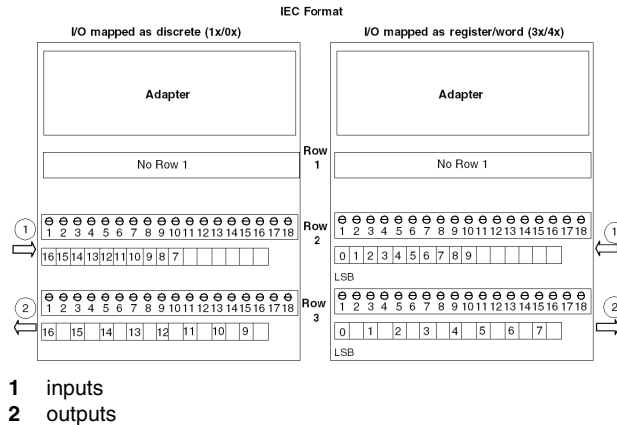 IEC Format
I/O mapped as discrete (1x/0x) I/O mapped as register/word (3x/4x)
Adapter Adapter
No Row 1 Row 1 No Row 1
1 1 2 3 4 5 6 7 8 9 10 11 12 13 14 15 16 17 18 Row 2 1 2 3 4 5 6 7 8 9 10 11 12 13 14 15 16 17 18 1
16 15 14 13 12 11 10 9 8 7 0 1 2 3 4 5 6 7 8 9
LSB
2 1 2 3 4 5 6 7 8 9 10 11 12 13 14 15 16 17 18 Row 3 1 2 3 4 5 6 7 8 9 10 11 12 13 14 15 16 17 18 2
16 15 14 13 12 11 10 9 0 1 2 3 4 5 6 7
LSB
1 inputs
2 outputs